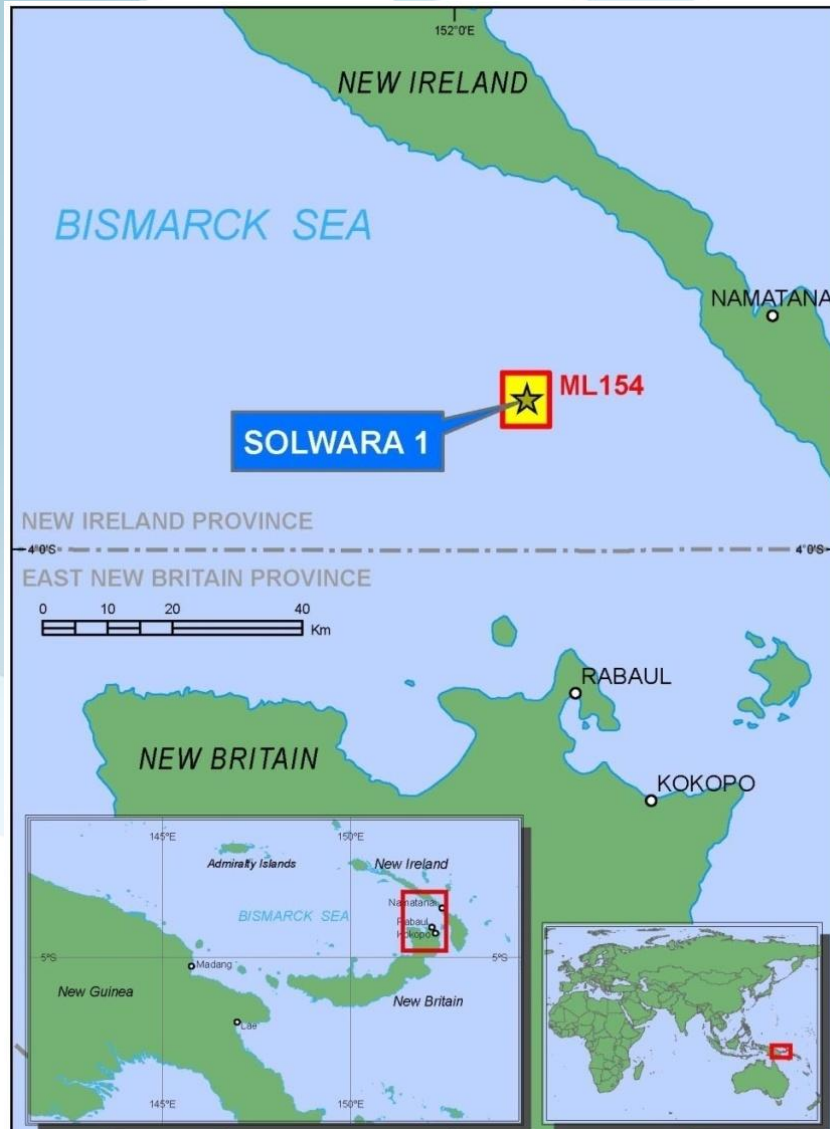 152°0'E
NEW IRELAND
BISMARCK SEA
NAMATANA
ML154
SOLWARA 1
NEW IRELAND PROVINCE
4°0'S
4°0'S
EAST NEW BRITAIN PROVINCE
0 10 20 40
Km
RABAUL
NEW BRITAIN
KOKOPO
145°E
150°E
Admiralty Islands
New Ireland
Namatanai
BISMARCK SEA
Rabaul
Kokopo
5°S
5°S
Madang
New Guinea
New Britain
Lae
145°E
150°E